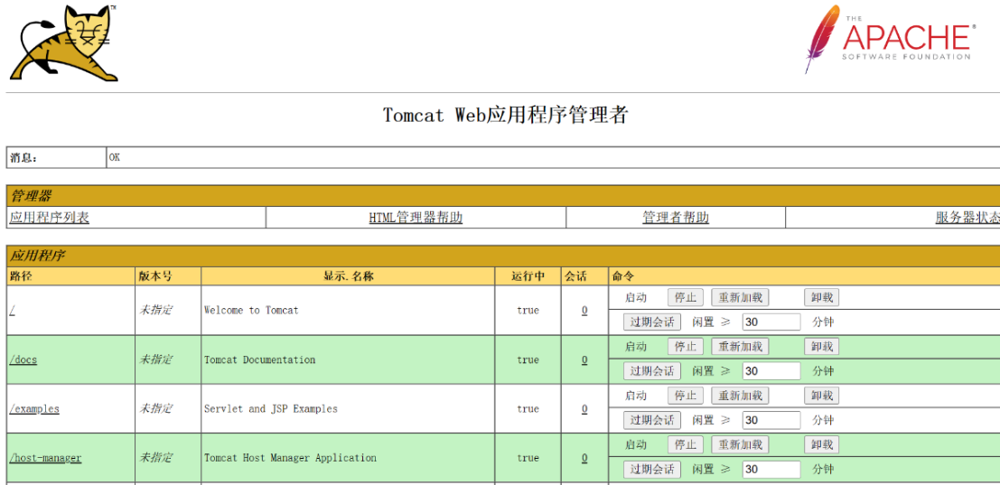 TM
THE
APACHE®
SOFTWARE FOUNDATION
Tomcat Web应用程序管理者
消息: OK
管理器
应用程序列表 HTML管理器帮助 管理者帮助 服务器状态
应用程序
路径 版本号 显示.名称 运行中 会话 命令
/ 未指定 Welcome to Tomcat true 0 启动 停止 重新加载 卸载
过期会话 闲置 ≥ 30 分钟
/docs 未指定 Tomcat Documentation true 0 启动 停止 重新加载 卸载
过期会话 闲置 ≥ 30 分钟
/examples 未指定 Servlet and JSP Examples true 0 启动 停止 重新加载 卸载
过期会话 闲置 ≥ 30 分钟
/host-manager 未指定 Tomcat Host Manager Application true 0 启动 停止 重新加载 卸载
过期会话 闲置 ≥ 30 分钟